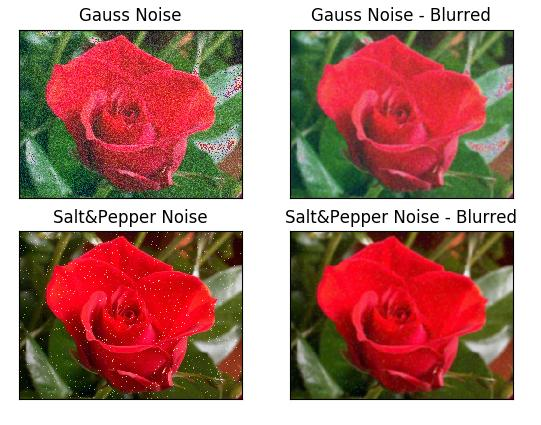 Gauss Noise
Gauss Noise - Blurred
Salt&Pepper Noise
Salt&Pepper Noise - Blurred